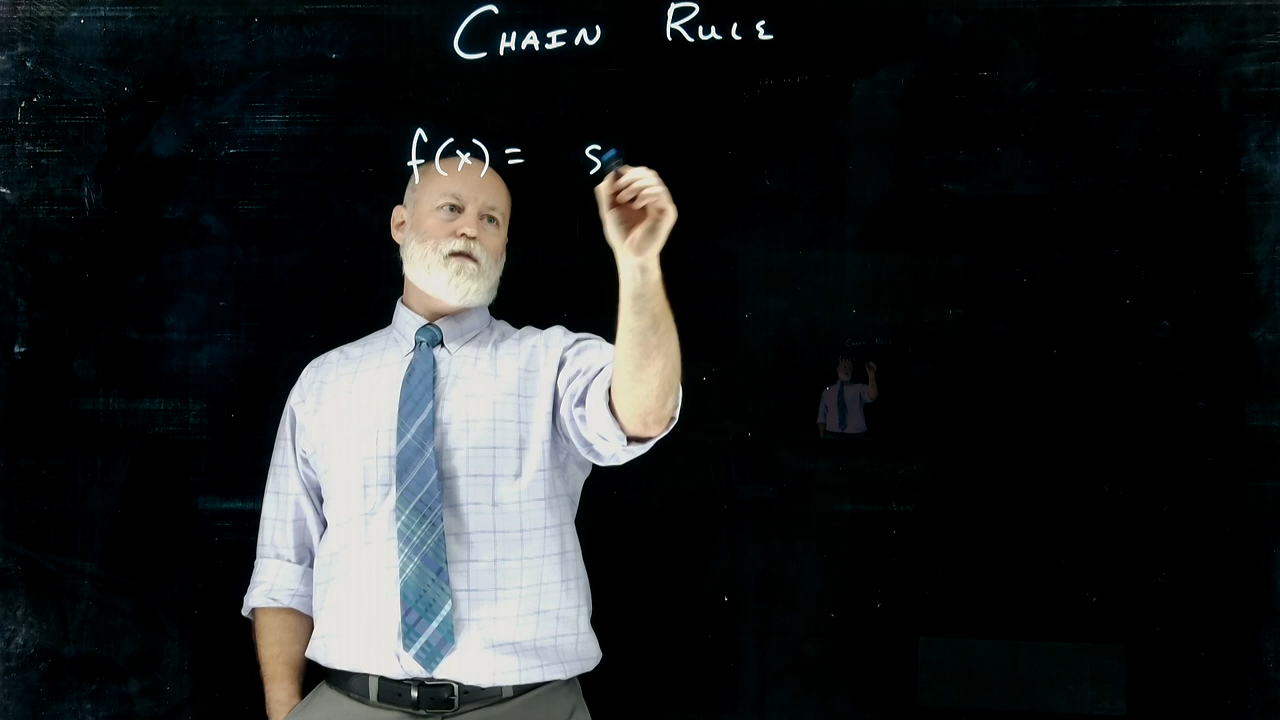 CHAIN RULE
f(x) = s